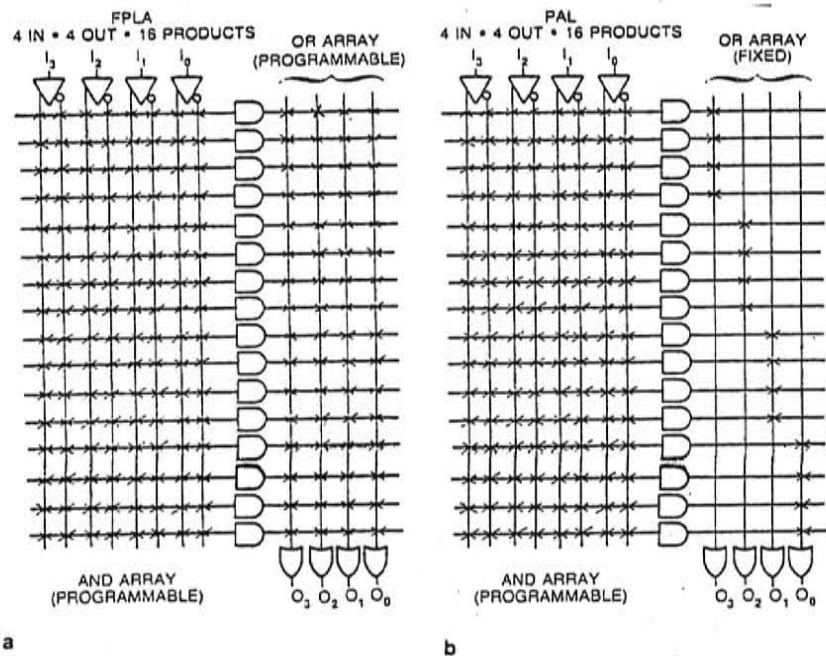 FPLA
4 IN • 4 OUT • 16 PRODUCTS
I₃ I₂ I₁ I₀
OR ARRAY
(PROGRAMMABLE)
AND ARRAY
(PROGRAMMABLE)
O₃ O₂ O₁ O₀
a
PAL
4 IN • 4 OUT • 16 PRODUCTS
I₃ I₂ I₁ I₀
OR ARRAY
(FIXED)
AND ARRAY
(PROGRAMMABLE)
O₃ O₂ O₁ O₀
b